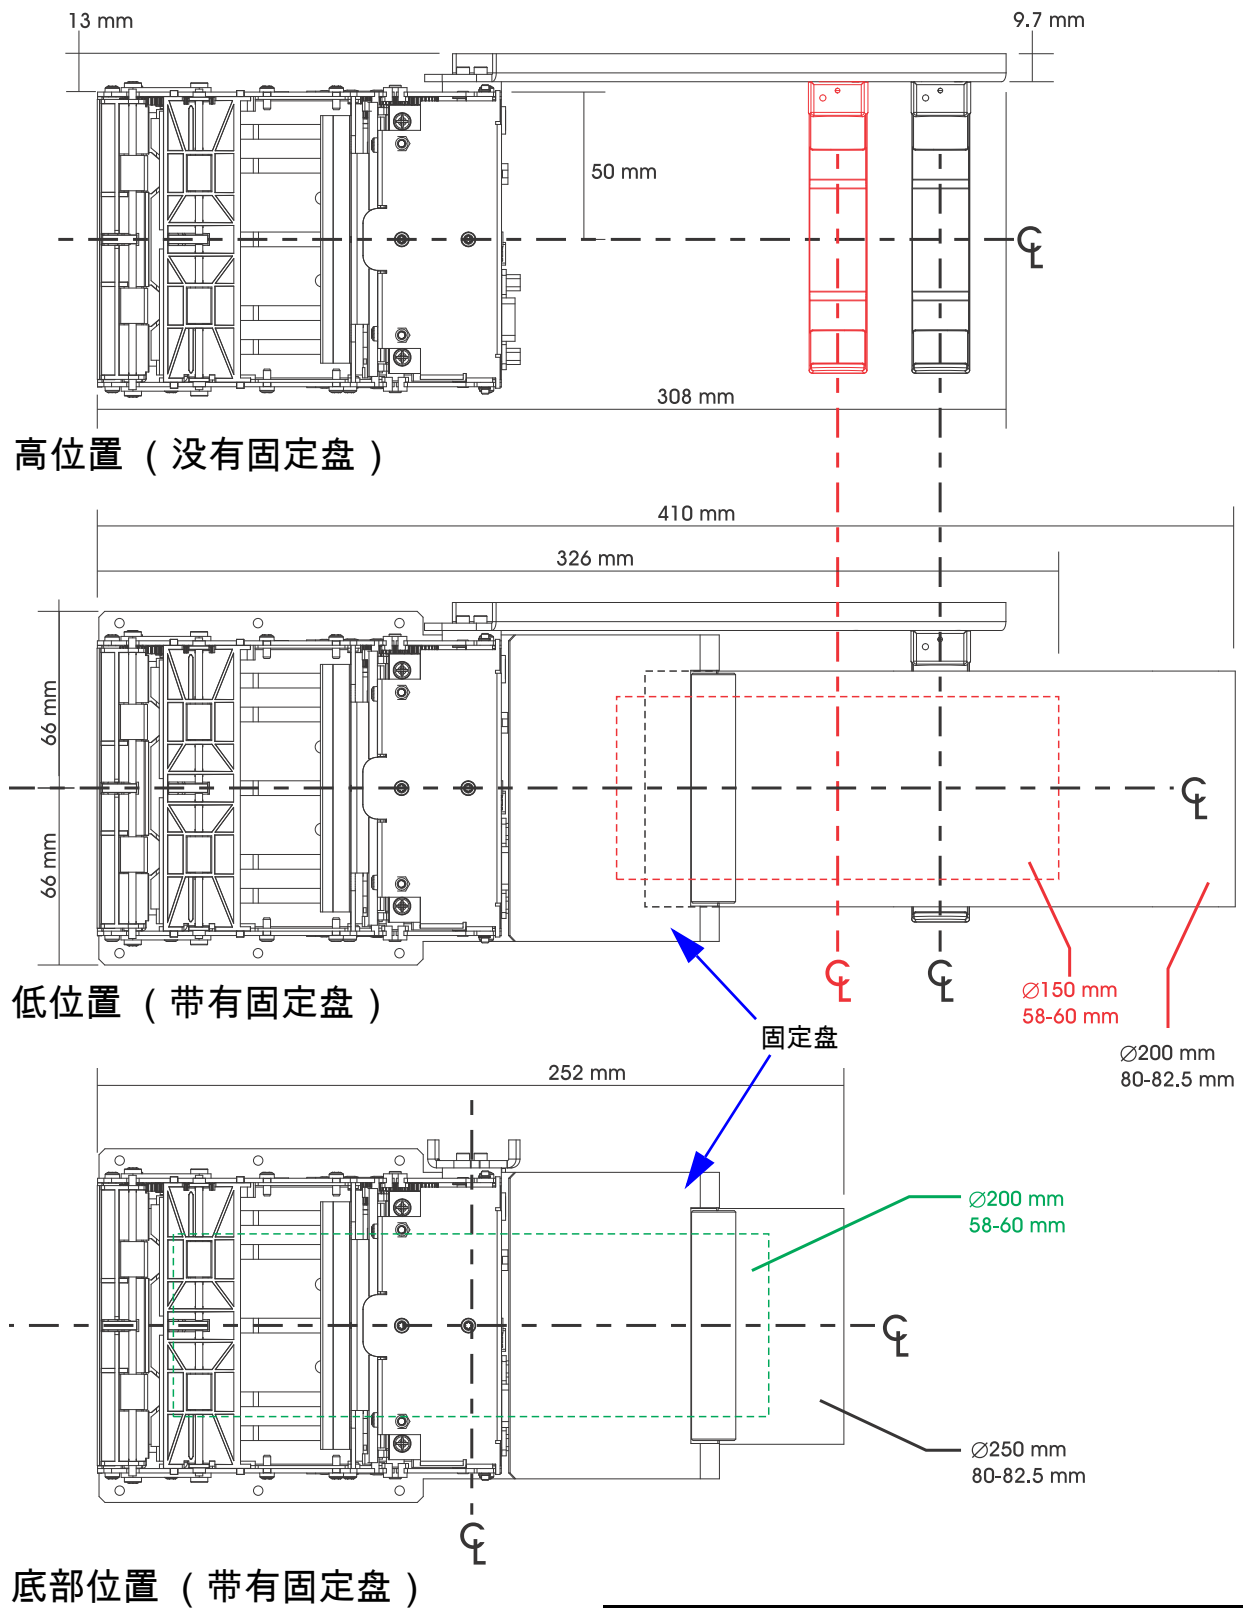 13 mm
9.7 mm
50 mm
℄
308 mm
高位置 （没有固定盘）
410 mm
326 mm
66 mm
℄
66 mm
℄
℄
∅150 mm
58-60 mm
低位置 （带有固定盘）
固定盘
∅200 mm
80-82.5 mm
252 mm
∅200 mm
58-60 mm
℄
∅250 mm
80-82.5 mm
℄
底部位置 （带有固定盘）